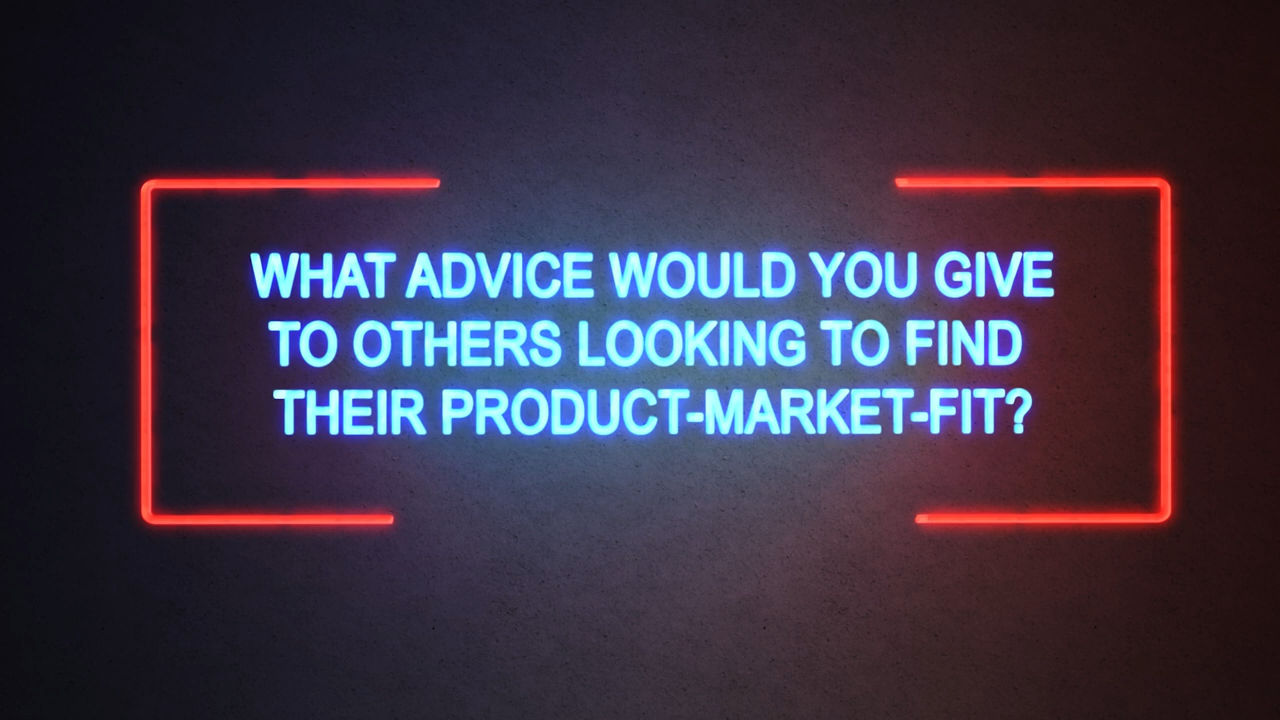 WHAT ADVICE WOULD YOU GIVE
TO OTHERS LOOKING TO FIND
THEIR PRODUCT-MARKET-FIT?